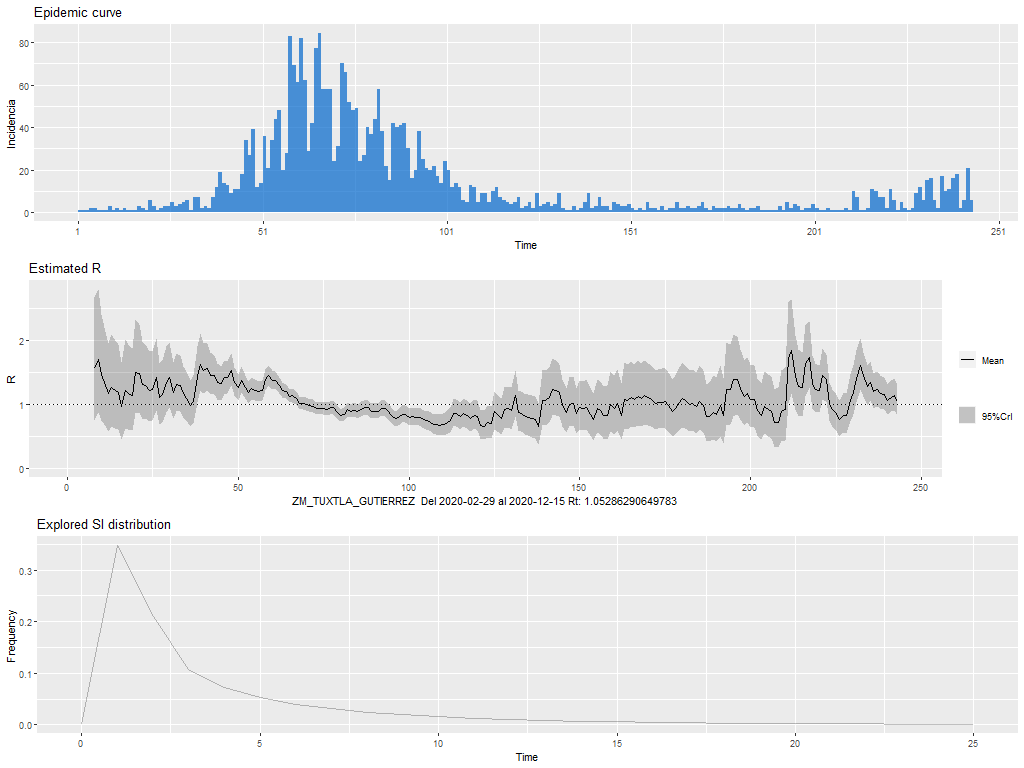 Epidemic curve
80
60
40
20
0
Incidencia
1 51 101 151 201 251
Time
Estimated R
2
1
0
R
0 50 100 150 200 250
ZM_TUXTLA_GUTIERREZ Del 2020-02-29 al 2020-12-15 Rt: 1.05286290649783
Mean
95%CrI
Explored SI distribution
0.3
0.2
0.1
0.0
Frequency
0 5 10 15 20 25
Time